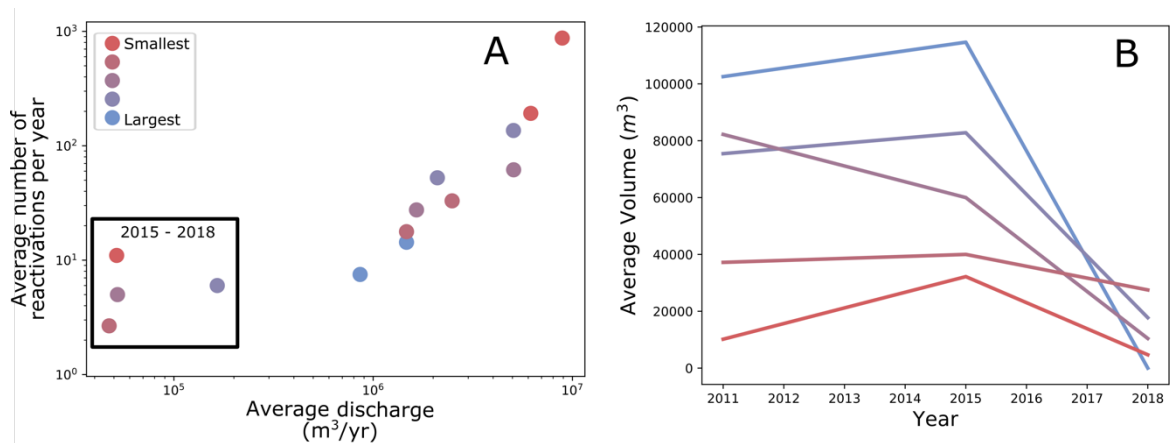 A
Smallest
Largest
2015 - 2018
10³
10²
10¹
10⁰
10⁵
10⁶
10⁷
Average number of
reactivations per year
Average discharge
(m³/yr)
B
120000
100000
80000
60000
40000
20000
0
Average Volume (m³)
2011
2012
2013
2014
2015
2016
2017
2018
Year